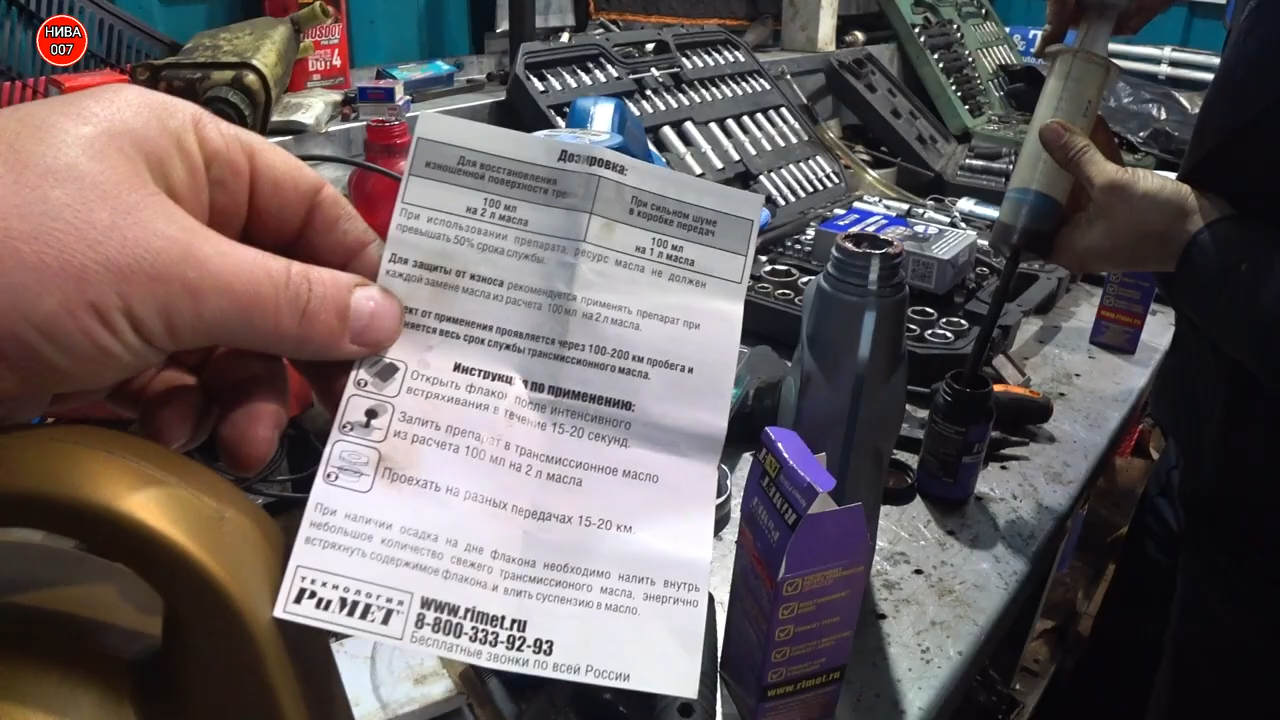 НИВА
007
DOT4
Дозировка:
Для восстановления
изношенной поверхности
100 мл
на 2 л масла
При сильном шуме
в коробке передач
100 мл
на 1 л масла
При использовании препарата, ресурс масла не должен
превышать 50% срока службы.
Для защиты от износа рекомендуется применять препарат при
каждой замене масла из расчета 100 мл на 2 л масла.
от применения проявляется через 100-200 км пробега и
весь срок службы трансмиссионного масла.
по применению:
Открыть флакон после интенсивного
встряхивания в течение 15-20 секунд.
Залить препарат в трансмиссионное масло
из расчета 100 мл на 2 л масла
Проехать на разных передачах 15-20 км.
При наличии осадка на дне флакона необходимо налить внутрь
небольшое количество свежего трансмиссионного масла, энергично
встряхнуть содержимое флакона и влить суспензию в масло.
ТЕХНОЛОГИЯ
РиМЕТ
www.rimet.ru
8-800-333-92-93
Бесплатные звонки по всей России
www.rimet.ru